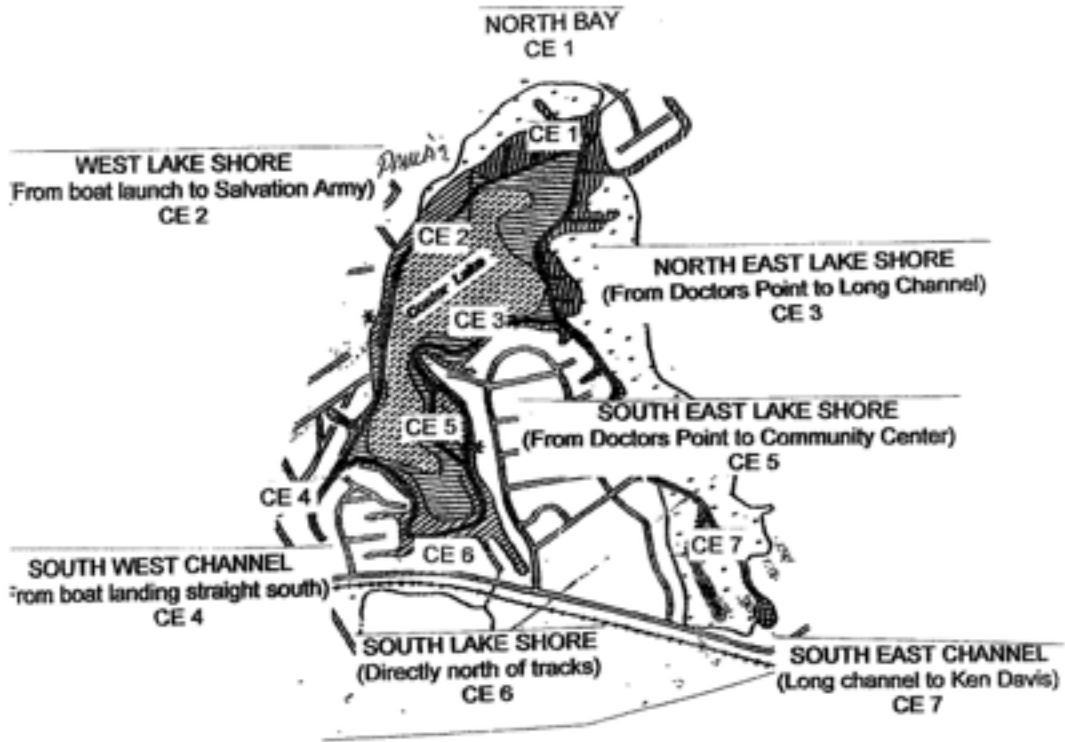 NORTH BAY
CE 1
CE 1
WEST LAKE SHORE
(From boat launch to Salvation Army)
CE 2
CE 2
NORTH EAST LAKE SHORE
(From Doctors Point to Long Channel)
CE 3
Lake
CE 3
SOUTH EAST LAKE SHORE
(From Doctors Point to Community Center)
CE 5
CE 5
CE 4
CE 6
CE 7
SOUTH WEST CHANNEL
From boat landing straight south)
CE 4
SOUTH LAKE SHORE
(Directly north of tracks)
CE 6
SOUTH EAST CHANNEL
(Long channel to Ken Davis)
CE 7